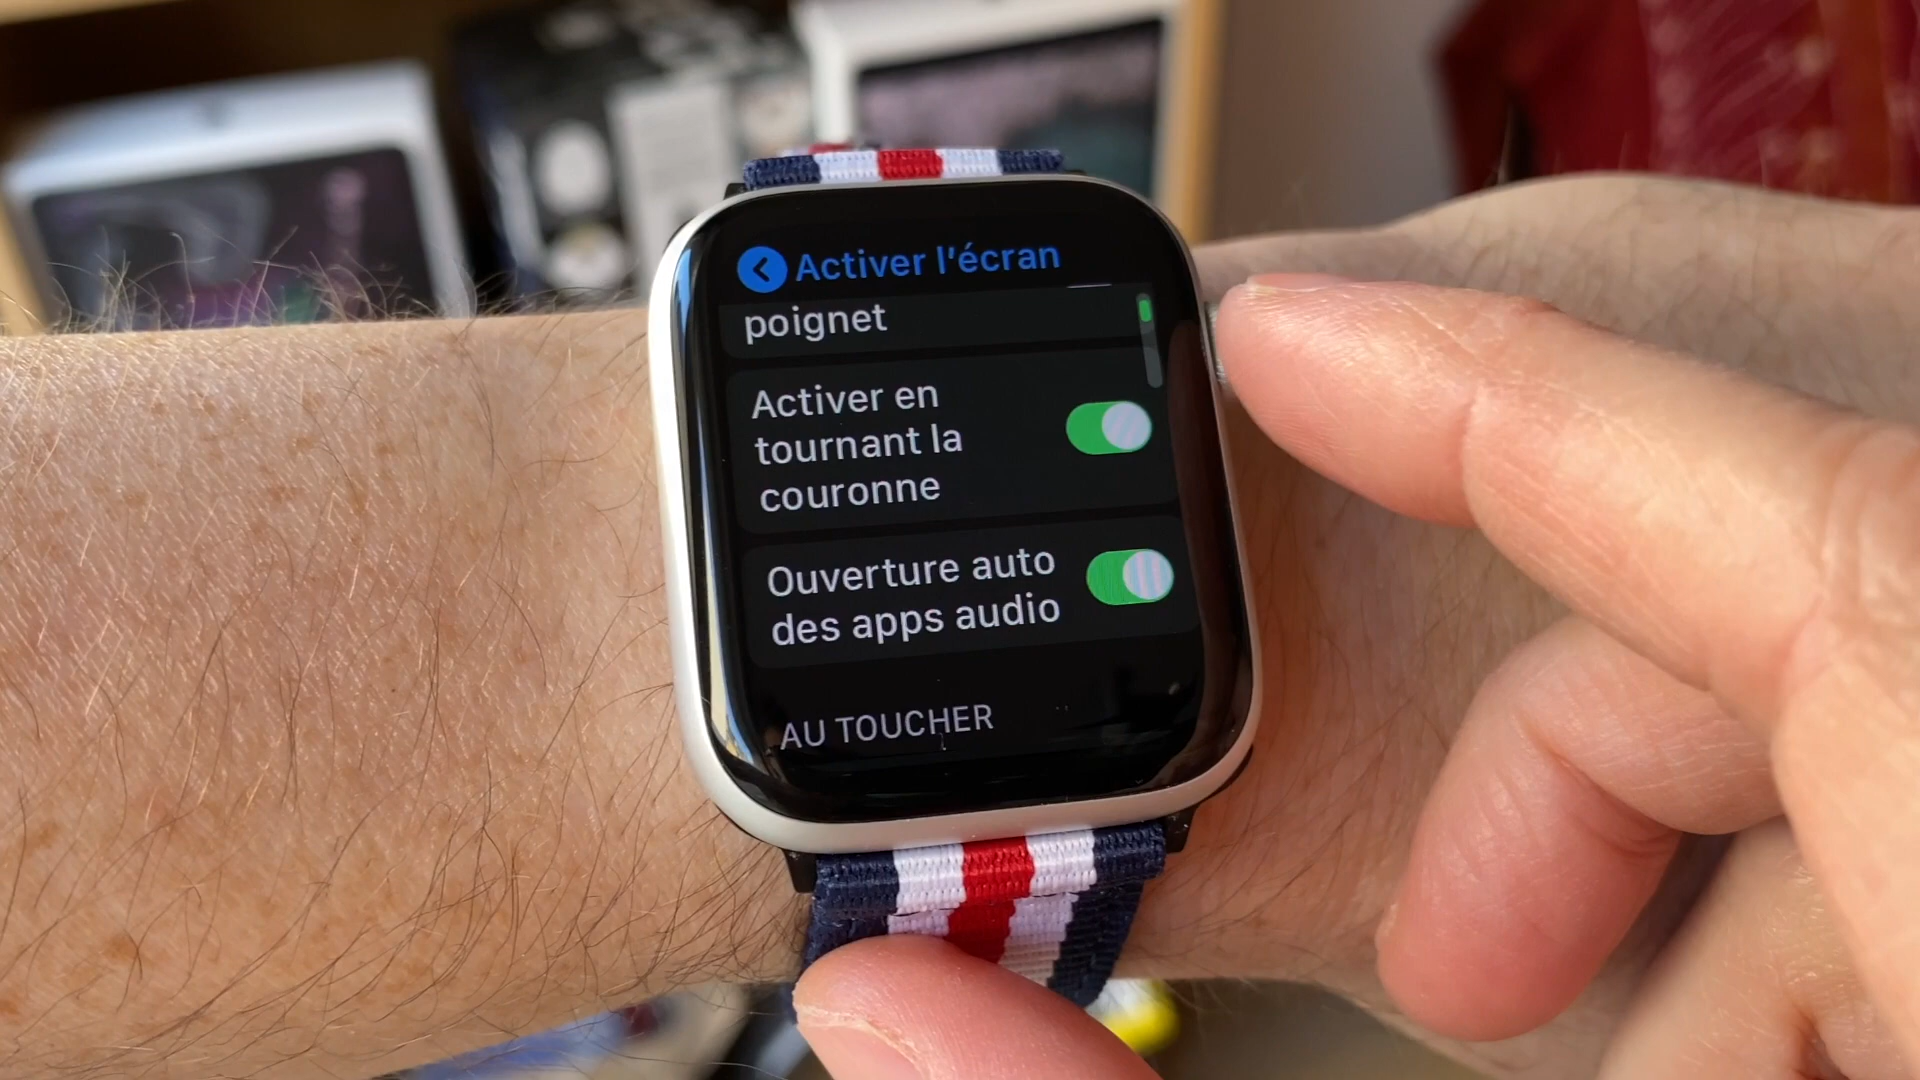 Activer l'écran
poignet
Activer en
tournant la
couronne
Ouverture auto
des apps audio
AU TOUCHER